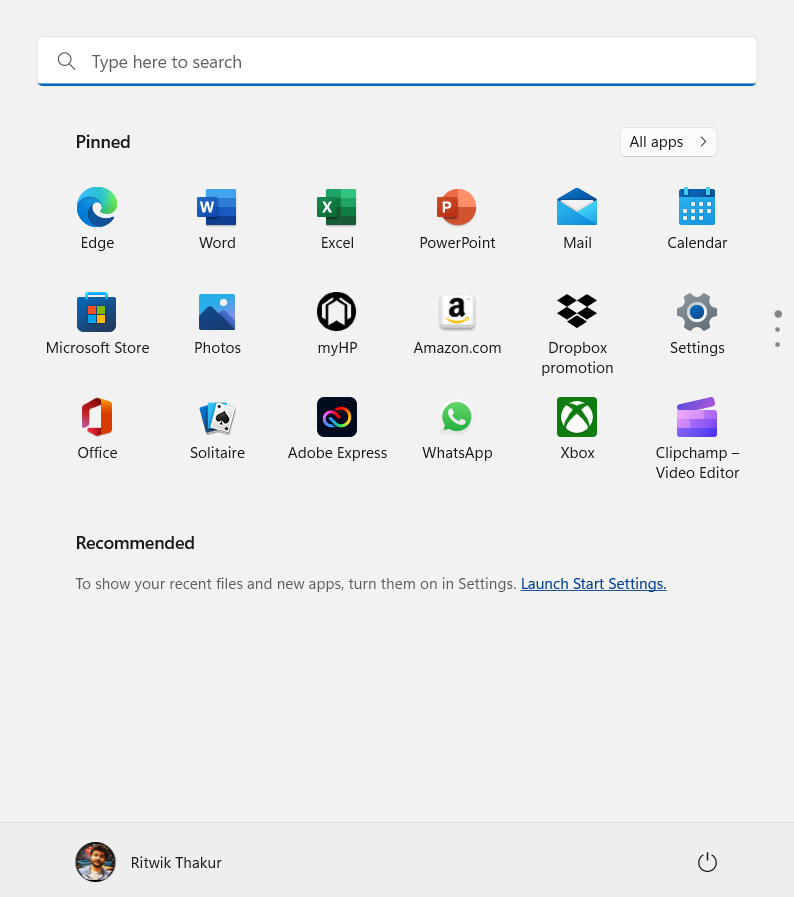 Type here to search
Pinned
All apps
Edge
Word
Excel
PowerPoint
Mail
Calendar
Microsoft Store
Photos
myHP
Amazon.com
Dropbox
promotion
Settings
Office
Solitaire
Adobe Express
WhatsApp
Xbox
Clipchamp –
Video Editor
Recommended
To show your recent files and new apps, turn them on in Settings. Launch Start Settings.
Ritwik Thakur